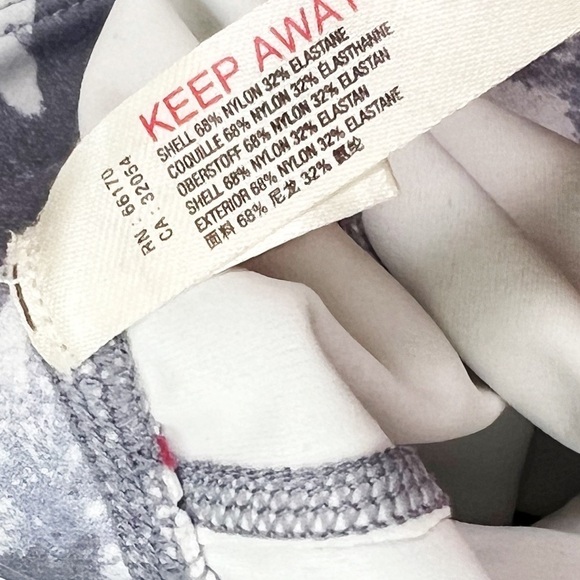 KEEP AWAY
SHELL 68% NYLON 32% ELASTANE
COQUILLE 68% NYLON 32% ELASTHANNE
OBERSTOFF 68% NYLON 32% ELASTAN
SHELL 68% NYLON 32% ELASTAN
EXTERIOR 68% NYLON 32% ELASTANE
面料 68% 尼龙 32% 氨纶
RN: 66170
CA: 32054